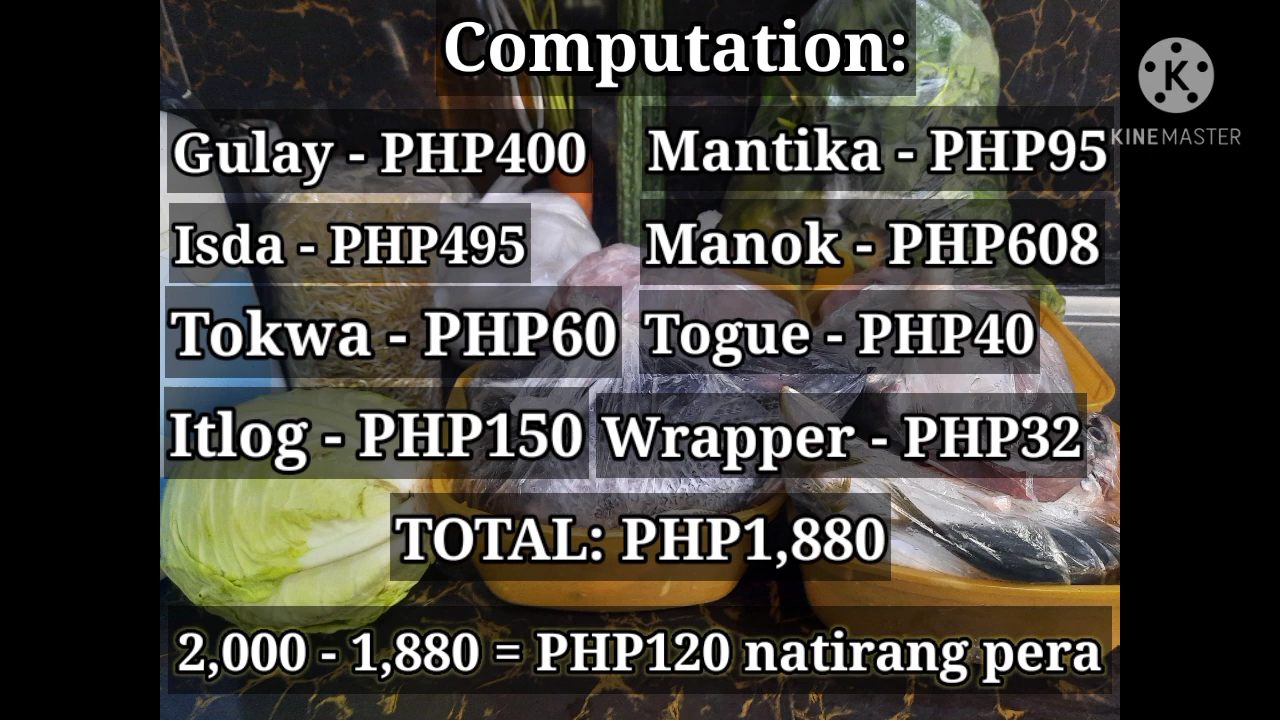 Computation:
Gulay - PHP400
Mantika - PHP95
KINEMASTER
Isda - PHP495
Manok - PHP608
Tokwa - PHP60
Togue - PHP40
Itlog - PHP150
Wrapper - PHP32
TOTAL: PHP1,880
2,000 - 1,880 = PHP120 natirang pera